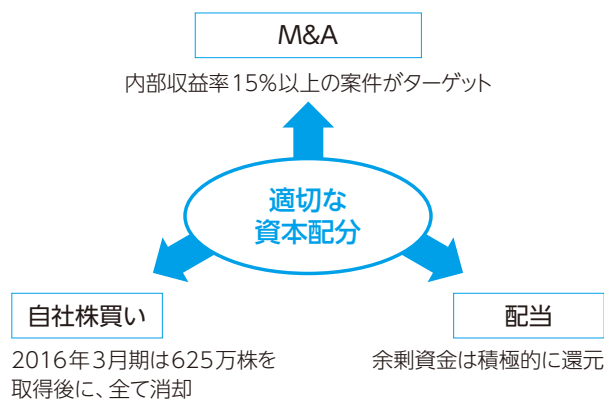 M&A
内部収益率15%以上の案件がターゲット
適切な
資本配分
自社株買い
2016年3月期は625万株を
取得後に、全て消却
配当
余剰資金は積極的に還元